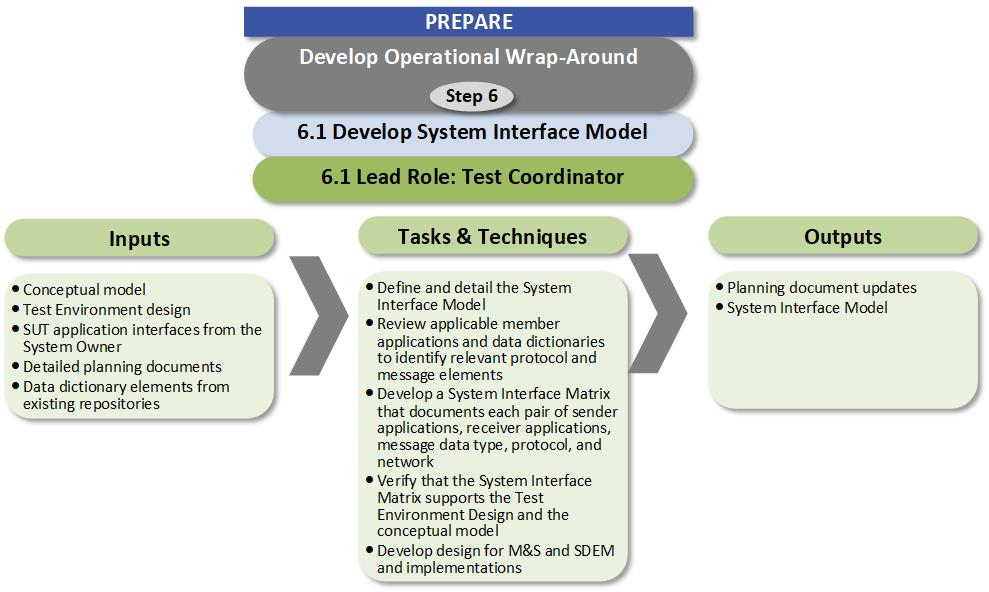 PREPARE
Develop Operational Wrap-Around
Step 6
6.1 Develop System Interface Model
6.1 Lead Role: Test Coordinator
Inputs
• Conceptual model
• Test Environment design
• SUT application interfaces from the
System Owner
• Detailed planning documents
• Data dictionary elements from
existing repositories
Tasks & Techniques
• Define and detail the System
Interface Model
• Review applicable member
applications and data dictionaries
to identify relevant protocol and
message elements
• Develop a System Interface Matrix
that documents each pair of sender
applications, receiver applications,
message data type, protocol, and
network
• Verify that the System Interface
Matrix supports the Test
Environment Design and the
conceptual model
• Develop design for M&S and SDEM
and implementations
Outputs
• Planning document updates
• System Interface Model